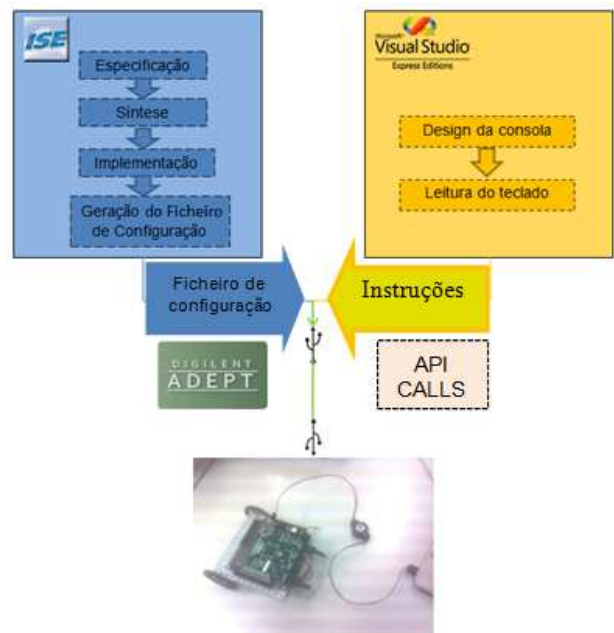 ISE
Especificação
Síntese
Implementação
Geração do Ficheiro
de Configuração
Microsoft
Visual Studio
Express Editions
Design da consola
Leitura do teclado
Ficheiro de
configuração
Instruções
DIGILENT
ADEPT
API
CALLS